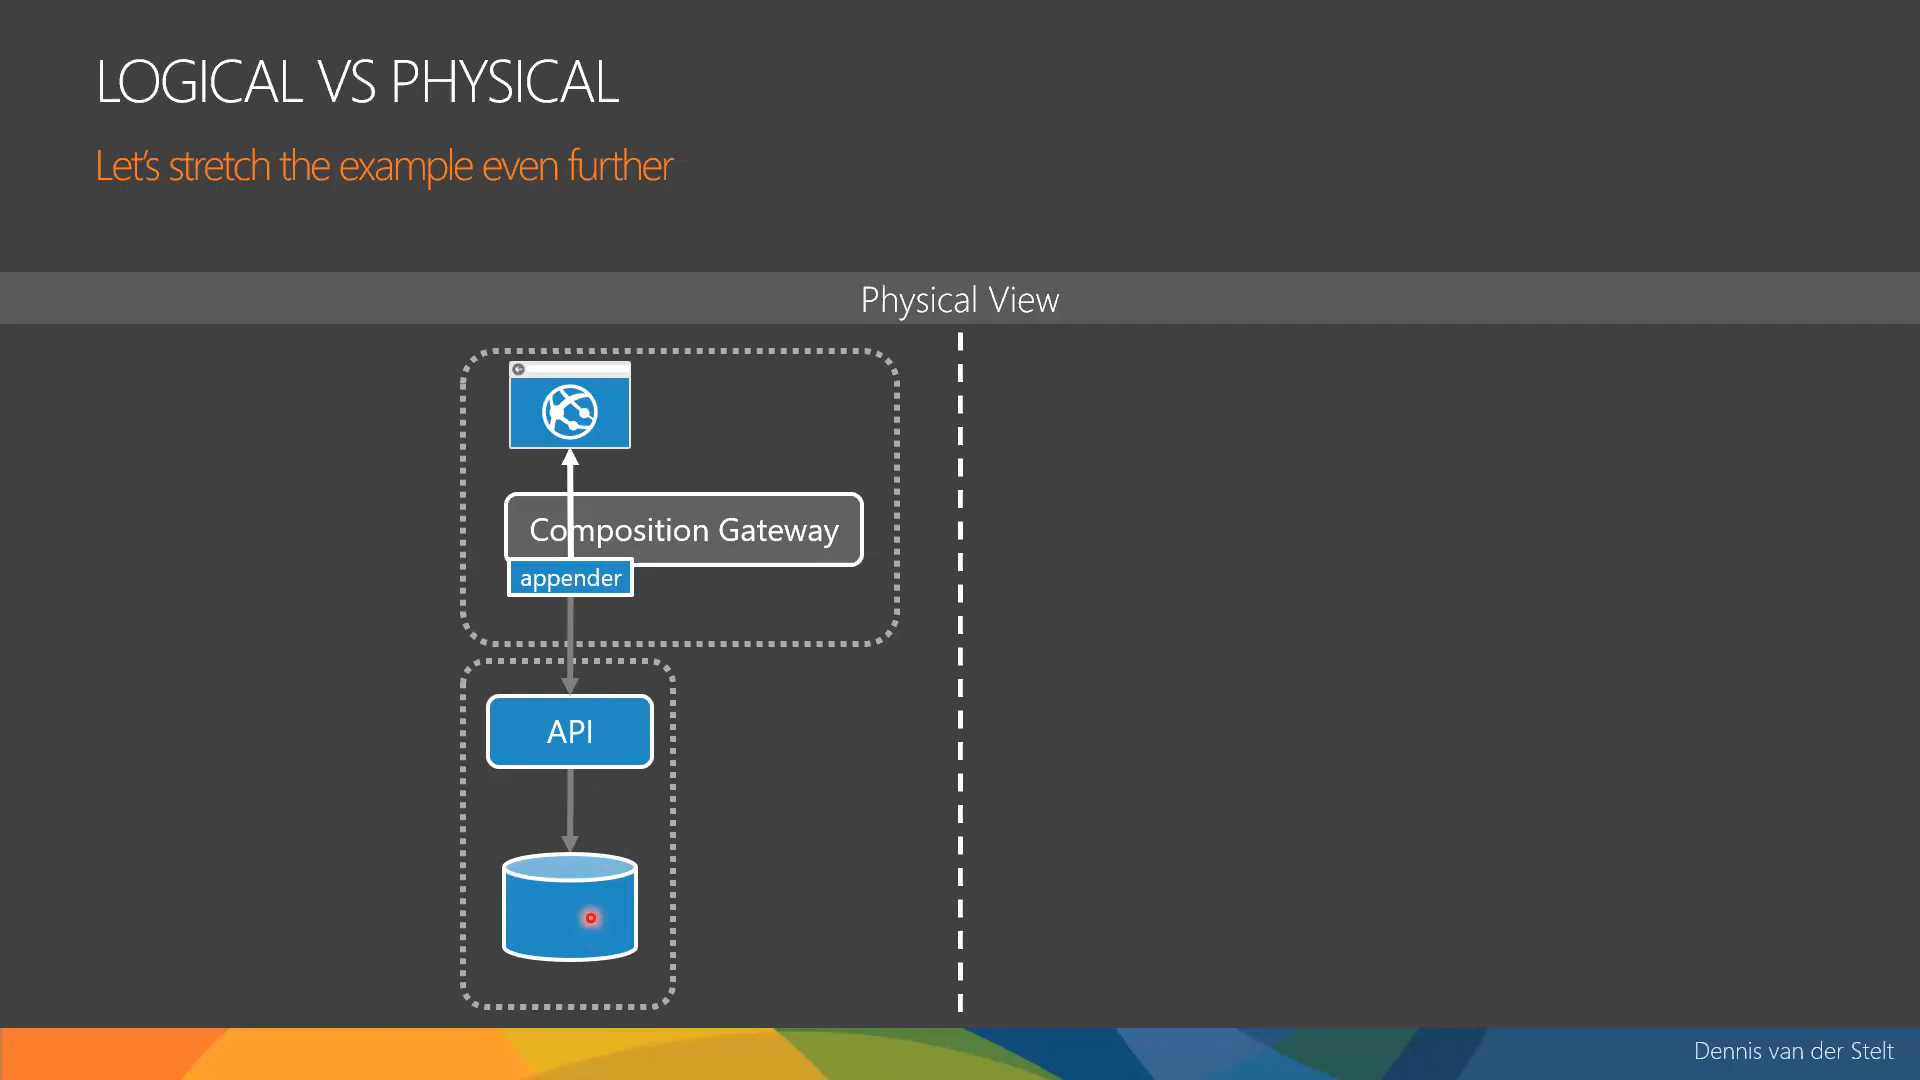 LOGICAL VS PHYSICAL
Let's stretch the example even further
Physical View
Composition Gateway
appender
API
Dennis van der Stelt